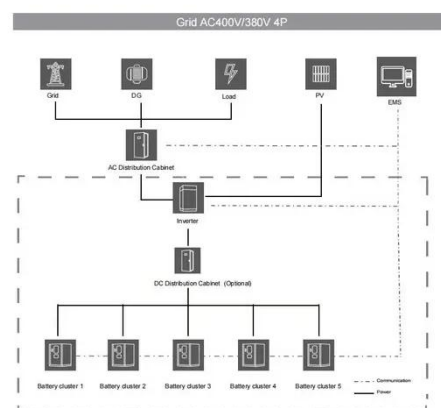 Grid AC400V/380V 4P
Grid
DG
Load
PV
EMS
AC Distribution Cabinet
Inverter
DC Distribution Cabinet (Optional)
Battery cluster 1
Battery cluster 2
Battery cluster 3
Battery cluster 4
Battery cluster 5
Communication
Power